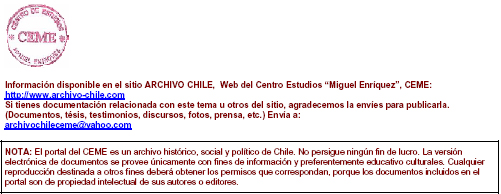 CENTRO DE ESTUDIOS
CEME
MIGUEL ENRIQUEZ
Información disponible en el sitio ARCHIVO CHILE, Web del Centro Estudios “Miguel Enríquez”, CEME:
http://www.archivo-chile.com
Si tienes documentación relacionada con este tema u otros del sitio, agradecemos la envíes para publicarla.
(Documentos, tésis, testimonios, discursos, fotos, prensa, etc.) Envía a:
archivochileceme@yahoo.com
NOTA: El portal del CEME es un archivo histórico, social y político de Chile. No persigue ningún fin de lucro. La versión
electrónica de documentos se provee únicamente con fines de información y preferentemente educativo culturales. Cualquier
reproducción destinada a otros fines deberá obtener los permisos que correspondan, porque los documentos incluidos en el
portal son de propiedad intelectual de sus autores o editores.